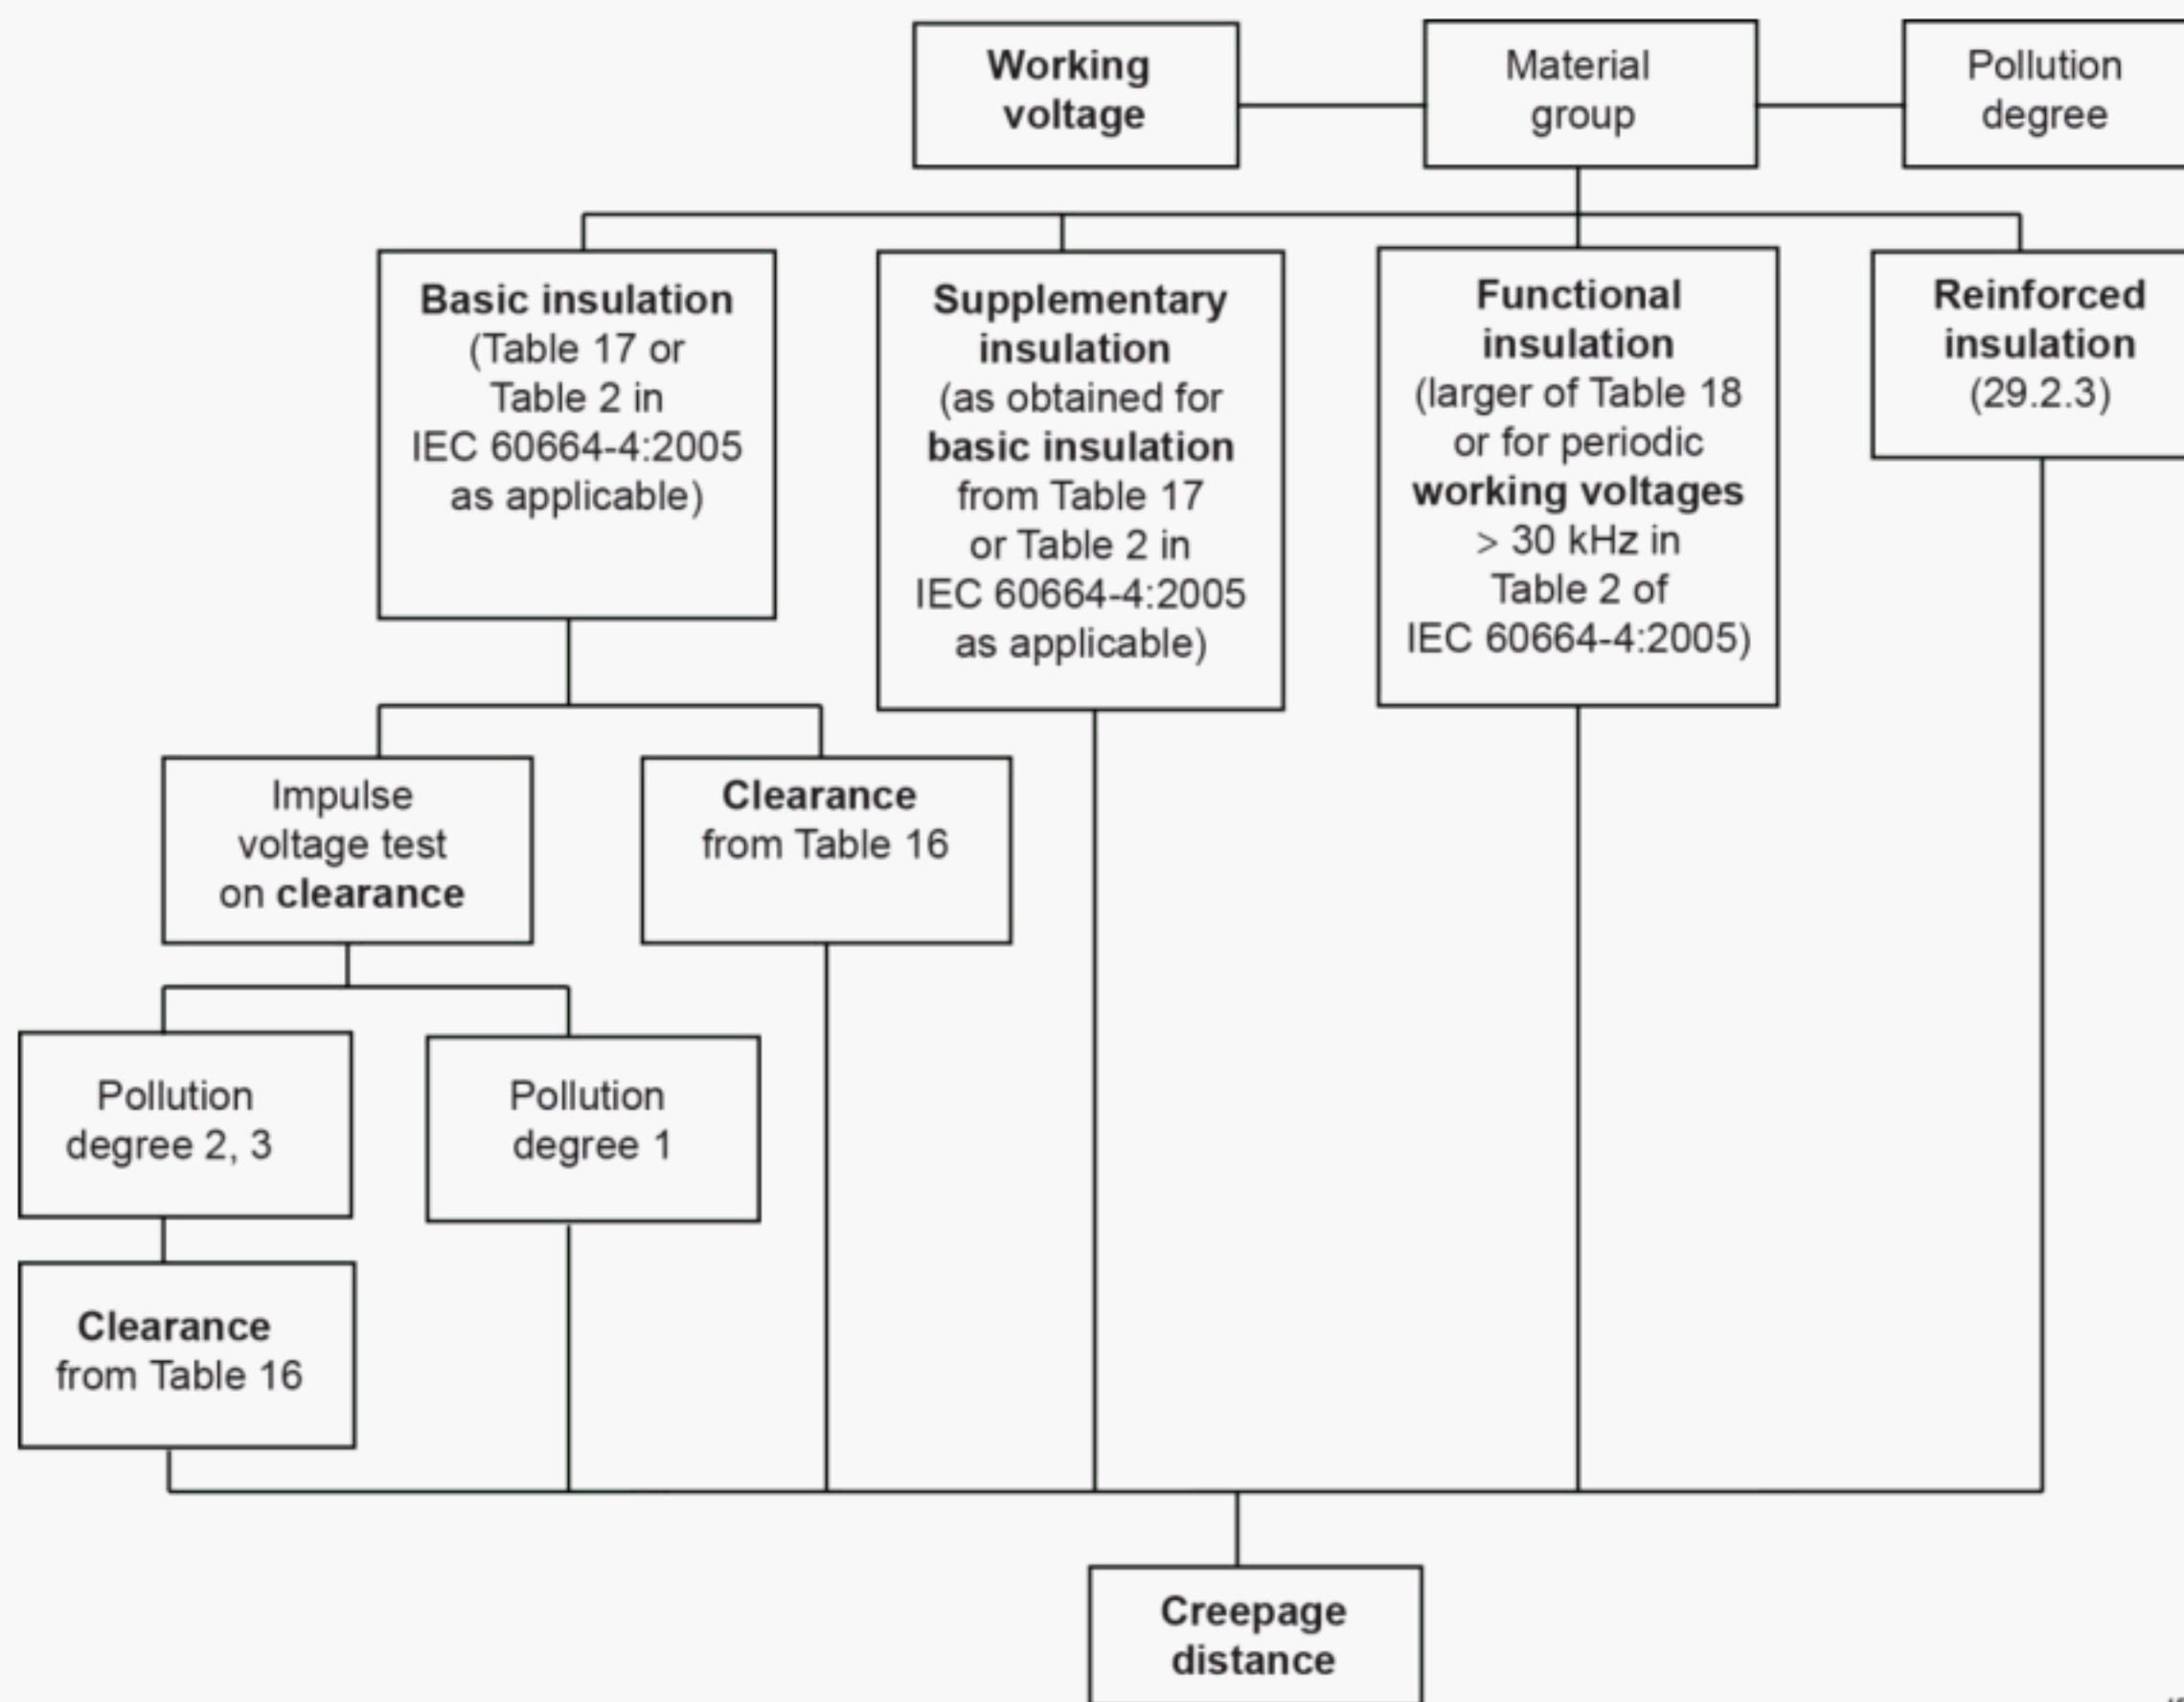 Working
voltage
Material
group
Pollution
degree
Basic insulation
(Table 17 or
Table 2 in
IEC 60664-4:2005
as applicable)
Supplementary
insulation
(as obtained for
basic insulation
from Table 17
or Table 2 in
IEC 60664-4:2005
as applicable)
Functional
insulation
(larger of Table 18
or for periodic
working voltages
> 30 kHz in
Table 2 of
IEC 60664-4:2005)
Reinforced
insulation
(29.2.3)
Impulse
voltage test
on clearance
Clearance
from Table 16
Pollution
degree 2, 3
Pollution
degree 1
Clearance
from Table 16
Creepage
distance